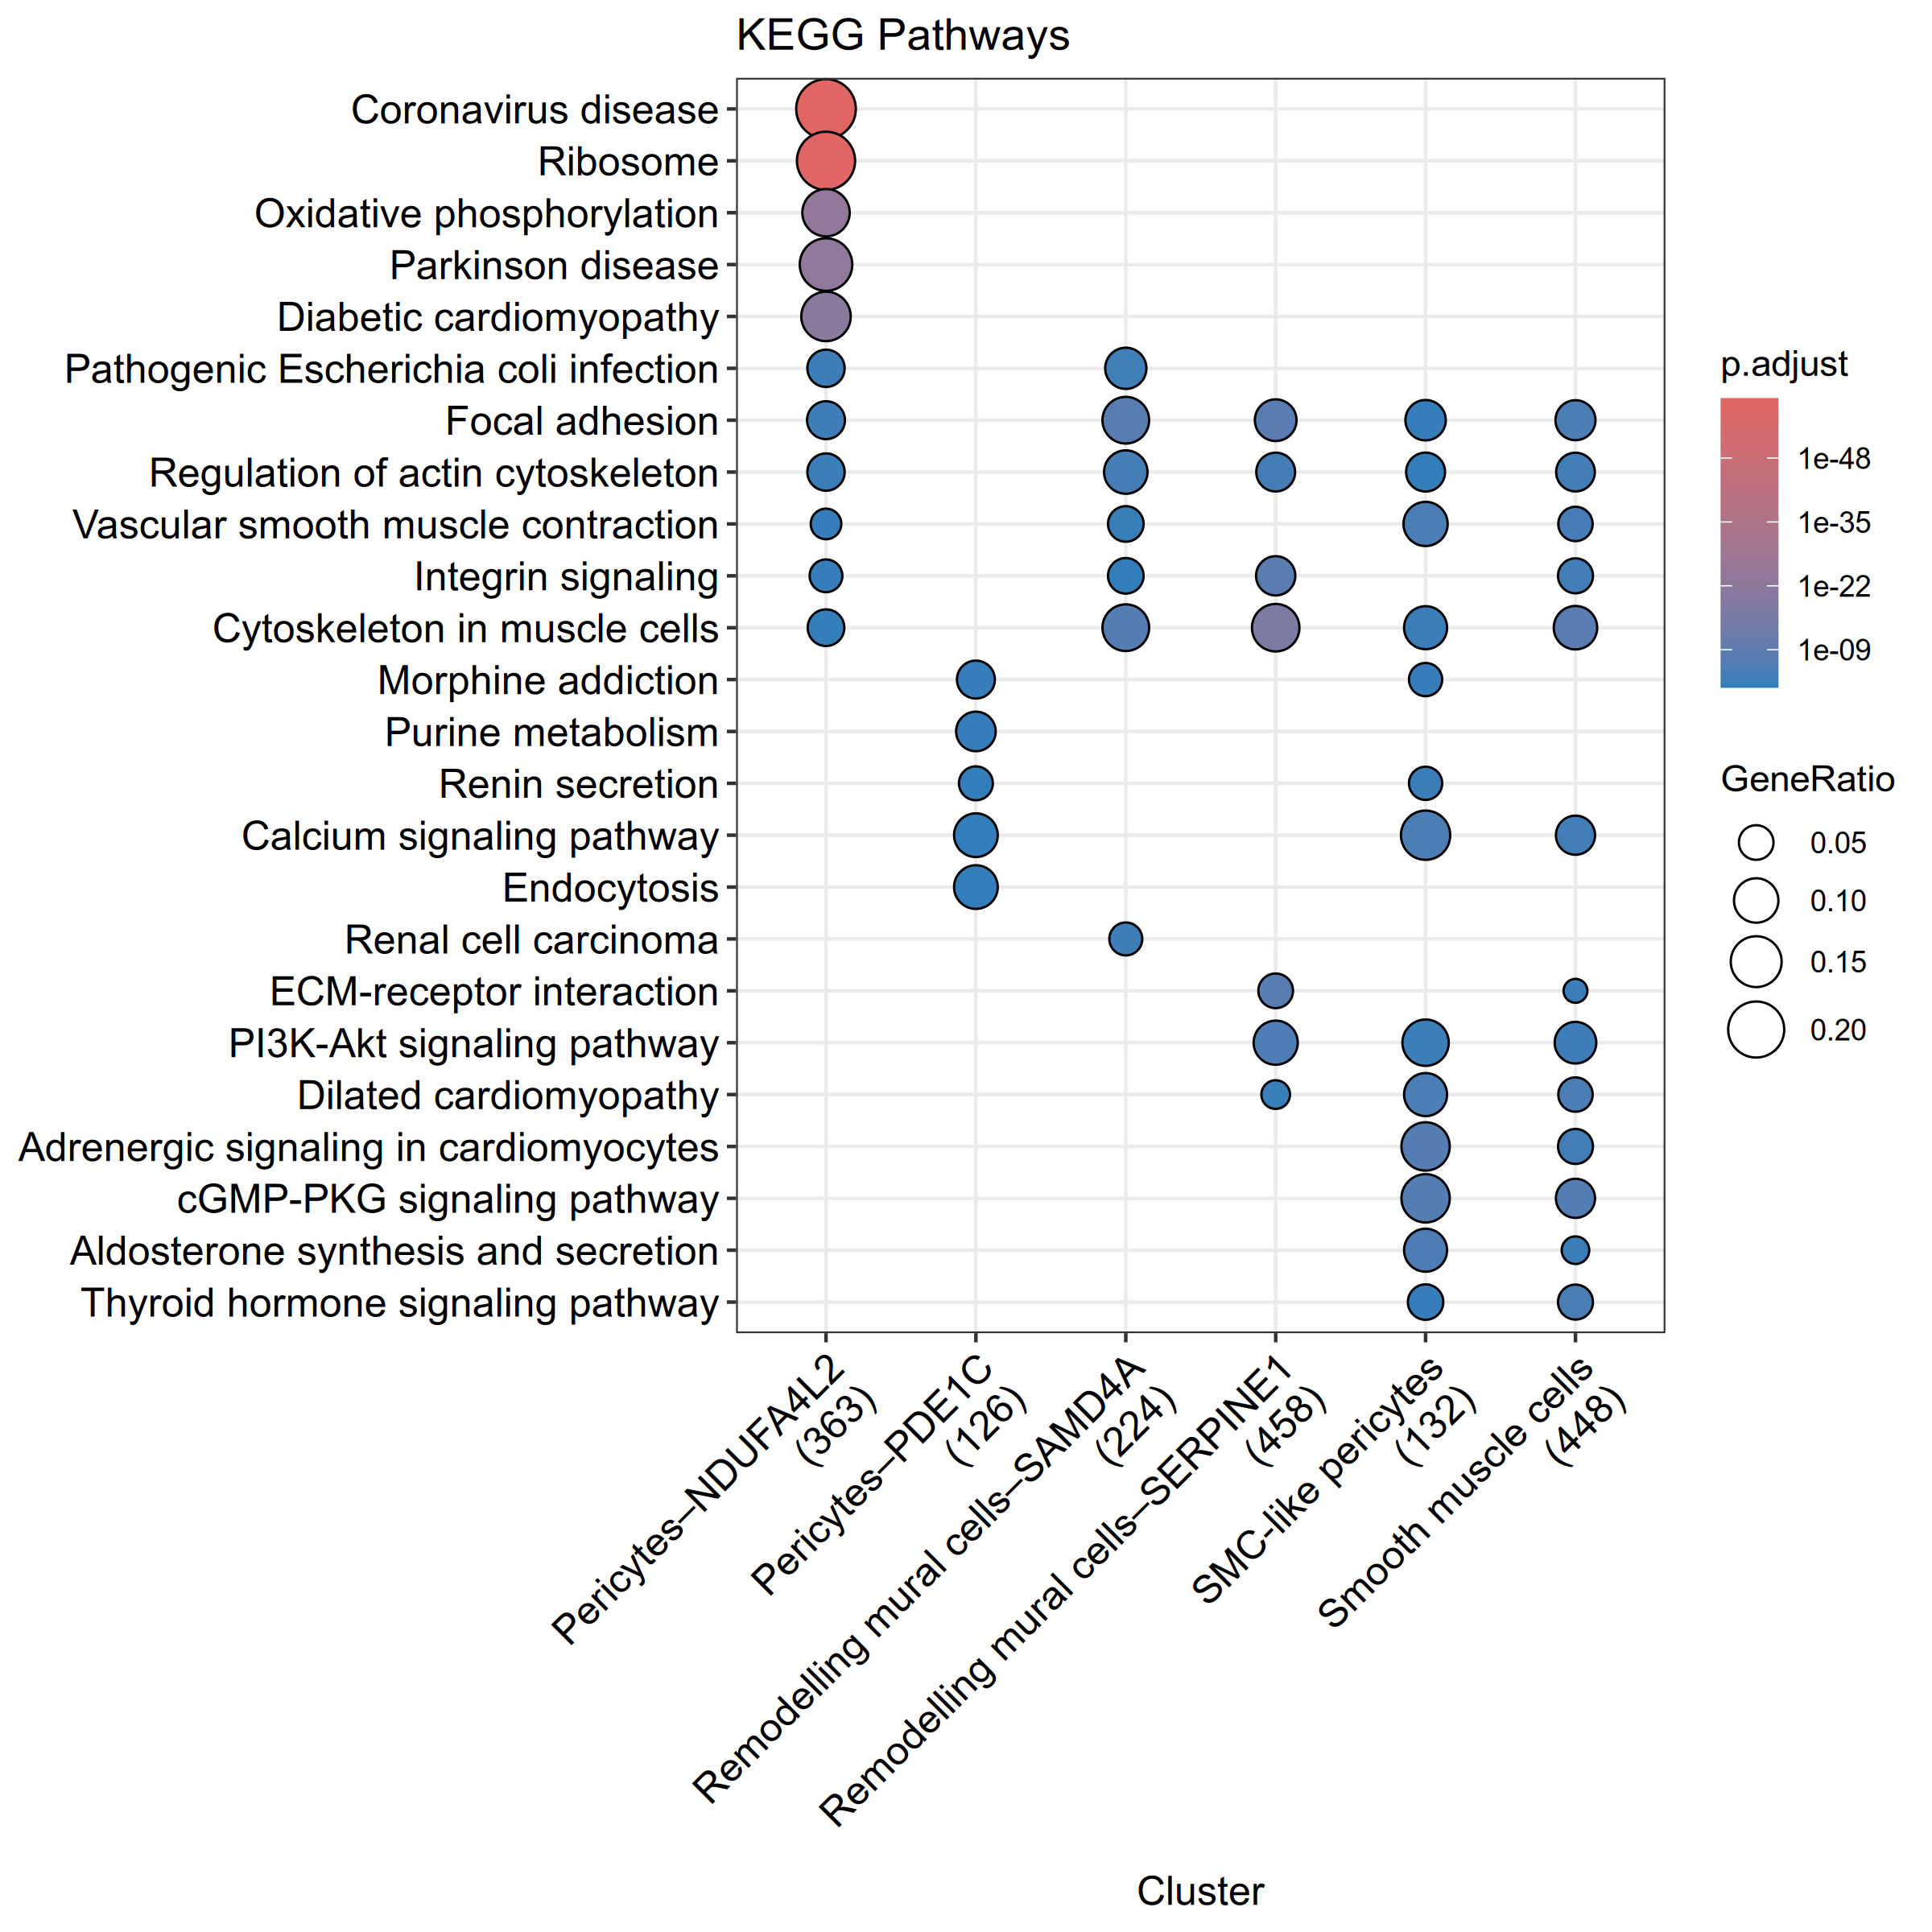 KEGG Pathways
Coronavirus disease
Ribosome
Oxidative phosphorylation
Parkinson disease
Diabetic cardiomyopathy
Pathogenic Escherichia coli infection
Focal adhesion
Regulation of actin cytoskeleton
Vascular smooth muscle contraction
Integrin signaling
Cytoskeleton in muscle cells
Morphine addiction
Purine metabolism
Renin secretion
Calcium signaling pathway
Endocytosis
Renal cell carcinoma
ECM-receptor interaction
PI3K-Akt signaling pathway
Dilated cardiomyopathy
Adrenergic signaling in cardiomyocytes
cGMP-PKG signaling pathway
Aldosterone synthesis and secretion
Thyroid hormone signaling pathway
Pericytes–NDUFA4L2
(363)
Pericytes–PDE1C
(126)
Remodelling mural cells–SAMD4A
(224)
Remodelling mural cells–SERPINE1
(458)
SMC-like pericytes
(132)
Smooth muscle cells
(448)
Cluster
p.adjust
1e-48
1e-35
1e-22
1e-09
GeneRatio
0.05
0.10
0.15
0.20